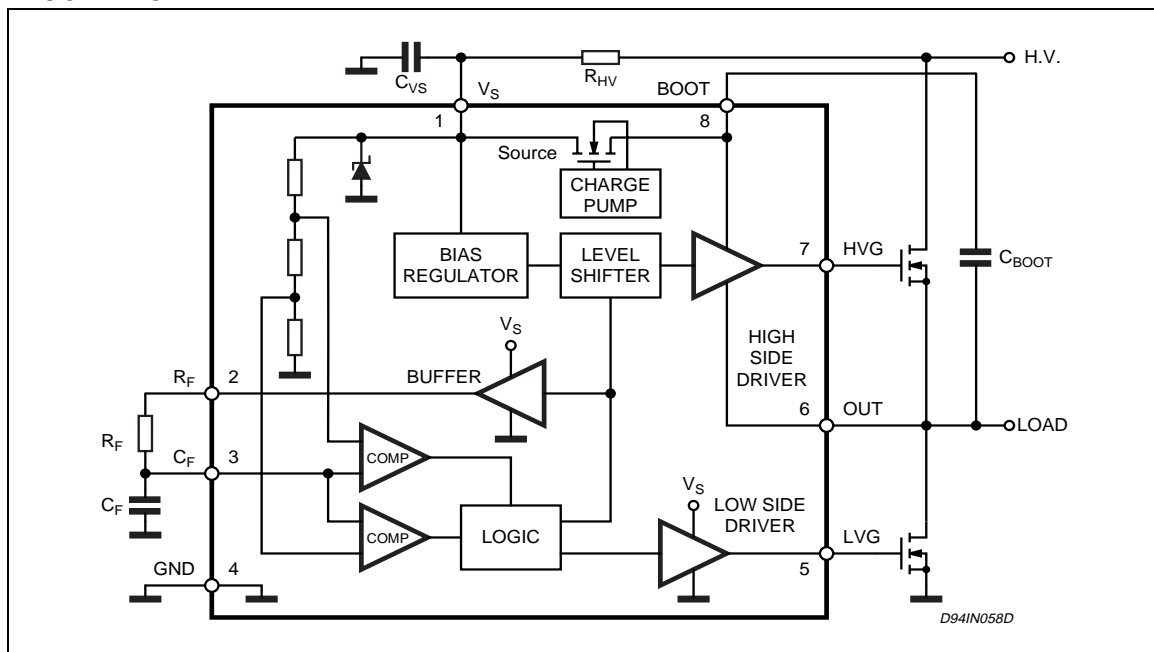 H.V.
C_VS
R_HV
V_S
BOOT
1
8
Source
CHARGE
PUMP
BIAS
REGULATOR
LEVEL
SHIFTER
7
HVG
C_BOOT
V_S
HIGH
SIDE
DRIVER
R_F
2
BUFFER
6
OUT
LOAD
R_F
C_F
3
COMP
C_F
V_S
LOW SIDE
DRIVER
COMP
LOGIC
LVG
GND
4
5
D94IN058D